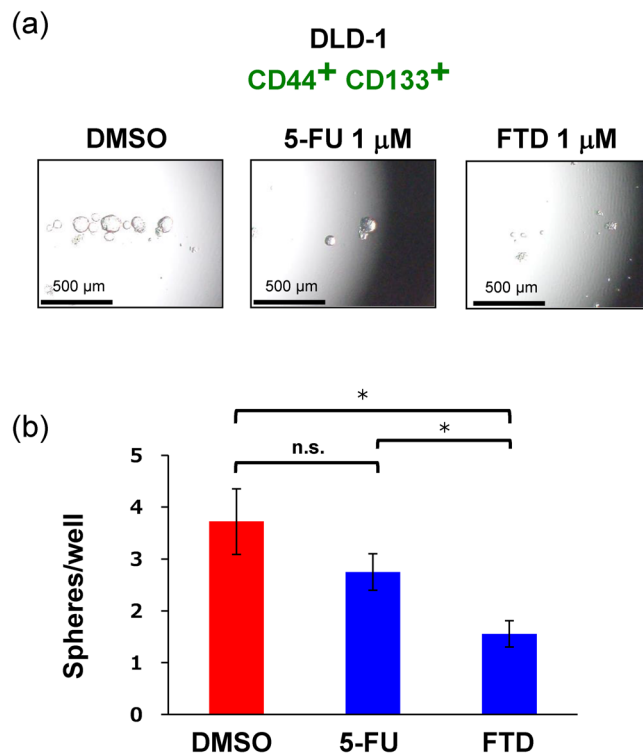 (a)
DLD-1
CD44+ CD133+
DMSO
5-FU 1 µM
FTD 1 µM
500 µm
500 µm
500 µm
(b)
*
*
n.s.
Spheres/well
5
4
3
2
1
0
DMSO
5-FU
FTD